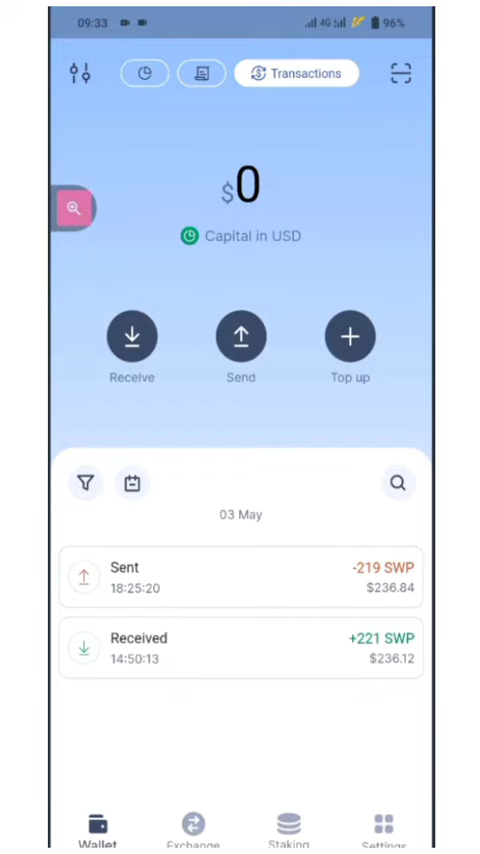 09:33 4G 96%
Transactions
$0
Capital in USD
Receive Send Top up
03 May
Sent -219 SWP
18:25:20 $236.84
Received +221 SWP
14:50:13 $236.12
Wallet Exchange Staking Settings